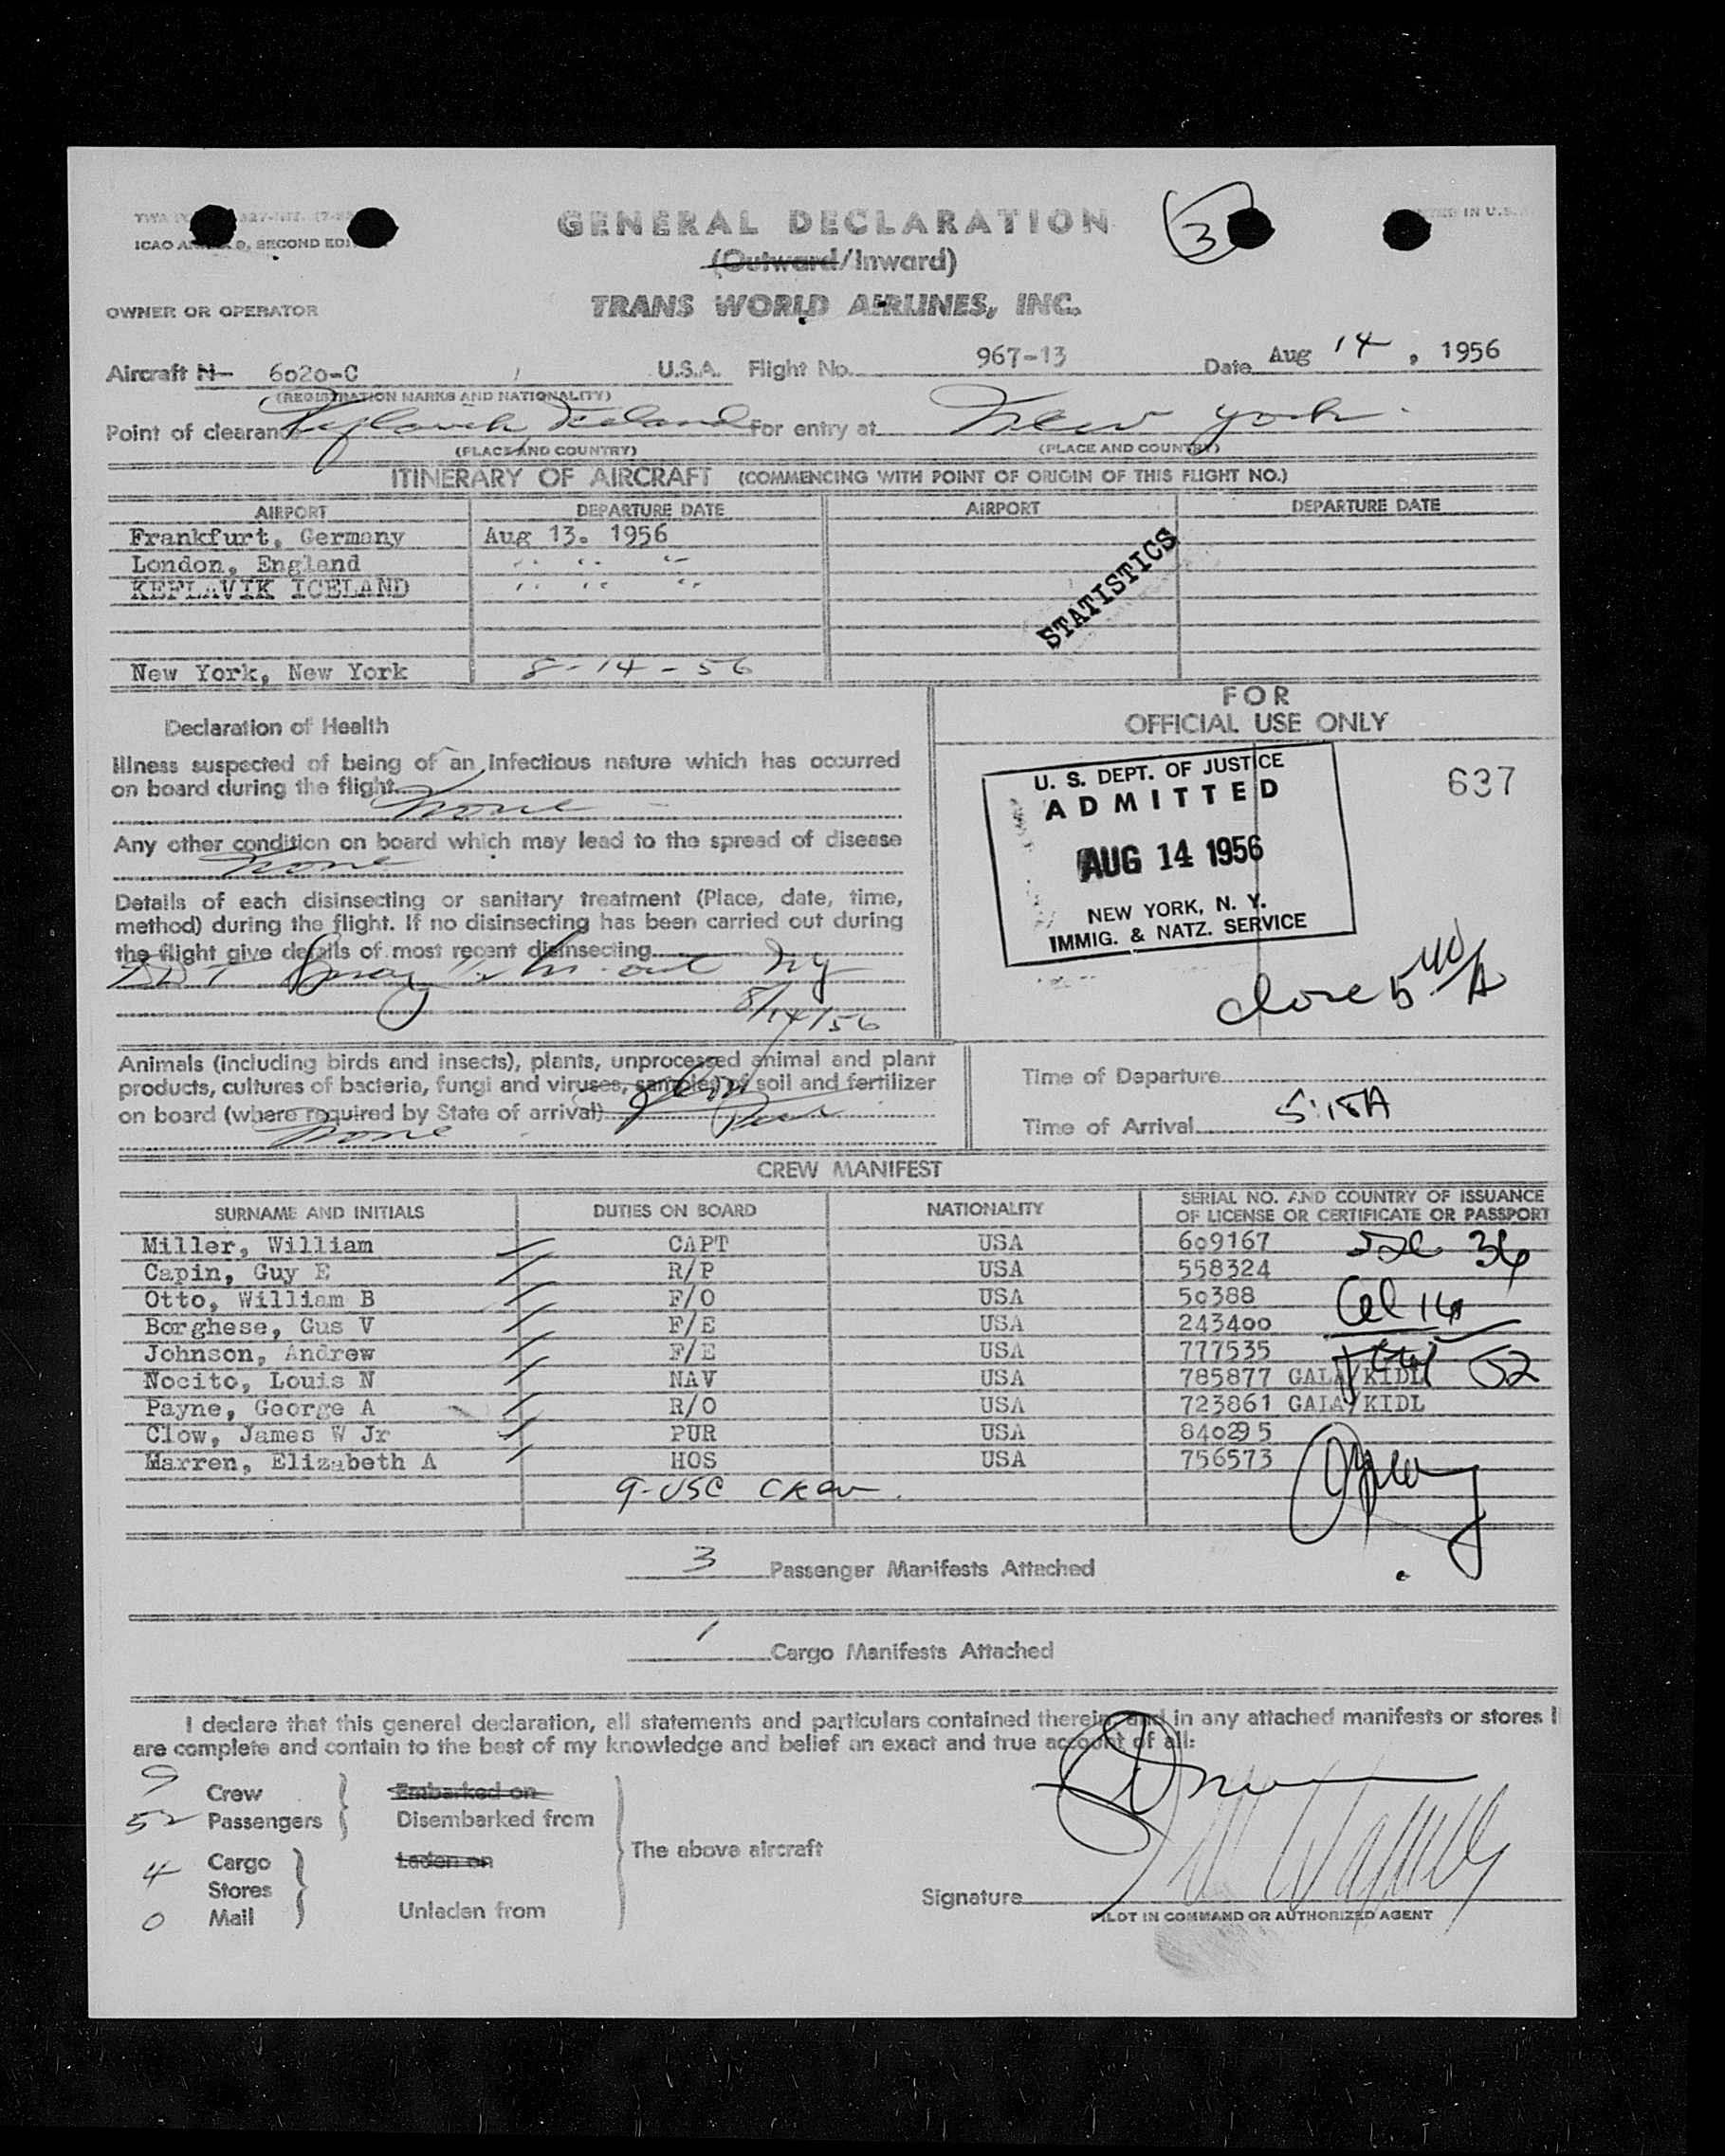 ICAO SECOND
GENERAL DECLARATION
3
IN U.S.
(Outward/Inward)
OWNER OR OPERATOR
TRANS WORLD AIRLINES, INC.
Aircraft N- 6020-C U.S.A. Flight No. 967-13 Date Aug 14, 1956
(REGISTRATION MARKS AND NATIONALITY)
Point of clearance Keflavik, Iceland For entry at New York
(PLACE AND COUNTRY) (PLACE AND COUNTRY)
ITINERARY OF AIRCRAFT (COMMENCING WITH POINT OF ORIGIN OF THIS FLIGHT NO.)
AIRPORT DEPARTURE DATE AIRPORT DEPARTURE DATE
Frankfurt, Germany Aug 13. 1956
London, England " " "
KEFLAVIK ICELAND " " "
STATISTICS
New York, New York 8-14-56
FOR
OFFICIAL USE ONLY
Declaration of Health
Illness suspected of being of an infectious nature which has occurred
on board during the flight None
Any other condition on board which may lead to the spread of disease
None
Details of each disinsecting or sanitary treatment (Place, date, time,
method) during the flight. If no disinsecting has been carried out during
the flight give details of most recent disinsecting
DDT Spray out NY
8/14/56
U. S. DEPT. OF JUSTICE
ADMITTED
AUG 14 1956
NEW YORK, N. Y.
IMMIG. & NATZ. SERVICE
637
close 5 40/A
Animals (including birds and insects), plants, unprocessed animal and plant
products, cultures of bacteria, fungi and viruses, samples of soil and fertilizer
on board (where required by State of arrival)
None
Time of Departure
Time of Arrival 5:18A
CREW MANIFEST
SURNAME AND INITIALS DUTIES ON BOARD NATIONALITY SERIAL NO. AND COUNTRY OF ISSUANCE
OF LICENSE OR CERTIFICATE OR PASSPORT
Miller, William CAPT USA 609167 36
Capin, Guy E R/P USA 558324
Otto, William B F/O USA 50388 Cel 16
Borghese, Gus V F/E USA 243400
Johnson, Andrew F/E USA 777535
Nocito, Louis N NAV USA 785877 GALA/KIDL 52
Payne, George A R/O USA 723861 GALA/KIDL
Clow, James W Jr PUR USA 840295
Marren, Elizabeth A HOS USA 756573
9-USC Crew.
3 Passenger Manifests Attached
1 Cargo Manifests Attached
I declare that this general declaration, all statements and particulars contained therein, and in any attached manifests or stores l
are complete and contain to the best of my knowledge and belief an exact and true account of all:
9 Crew Embarked on
52 Passengers Disembarked from
The above aircraft
4 Cargo Laden on
Stores
0 Mail Unladen from
Signature
PILOT IN COMMAND OR AUTHORIZED AGENT